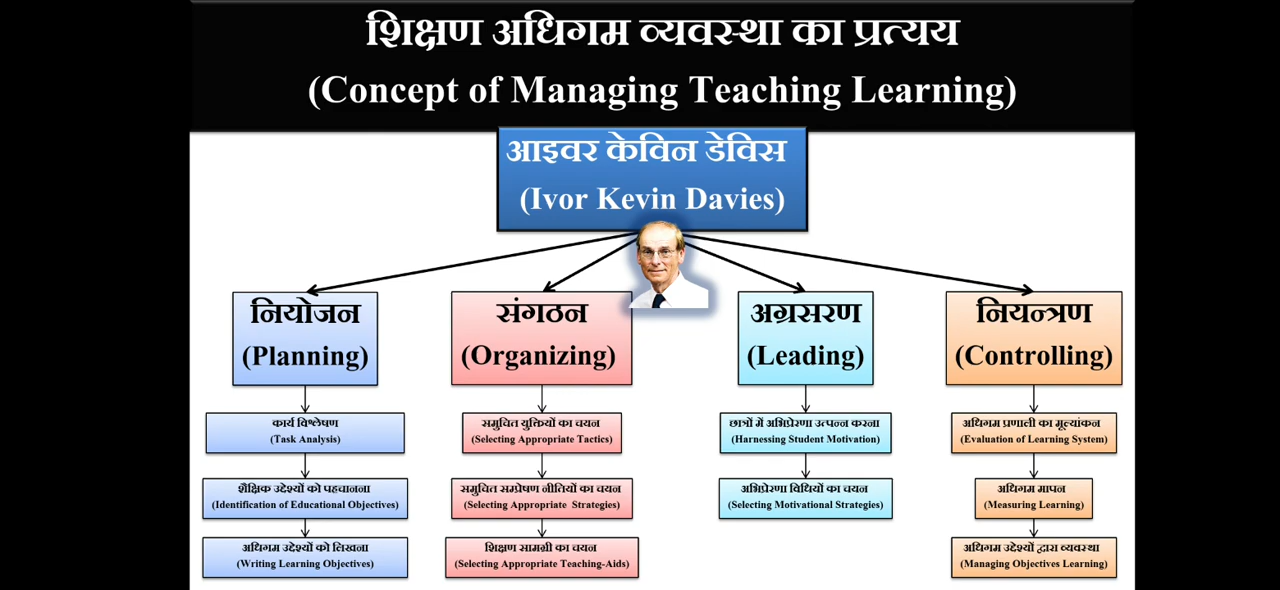 शिक्षण अधिगम व्यवस्था का प्रत्यय
(Concept of Managing Teaching Learning)
आइवर केविन डेविस
(Ivor Kevin Davies)
नियोजन
(Planning)
कार्य विश्लेषण
(Task Analysis)
शैक्षिक उद्देश्यों को पहचानना
(Identification of Educational Objectives)
अधिगम उद्देश्यों को लिखना
(Writing Learning Objectives)
संगठन
(Organizing)
समुचित युक्तियों का चयन
(Selecting Appropriate Tactics)
समुचित सम्प्रेषण नीतियों का चयन
(Selecting Appropriate Strategies)
शिक्षण सामग्री का चयन
(Selecting Appropriate Teaching-Aids)
अग्रसरण
(Leading)
छात्रों में अभिप्रेरणा उत्पन्न करना
(Harnessing Student Motivation)
अभिप्रेरणा विधियों का चयन
(Selecting Motivational Strategies)
नियन्त्रण
(Controlling)
अधिगम प्रणाली का मूल्यांकन
(Evaluation of Learning System)
अधिगम मापन
(Measuring Learning)
अधिगम उद्देश्यों द्वारा व्यवस्था
(Managing Objectives Learning)